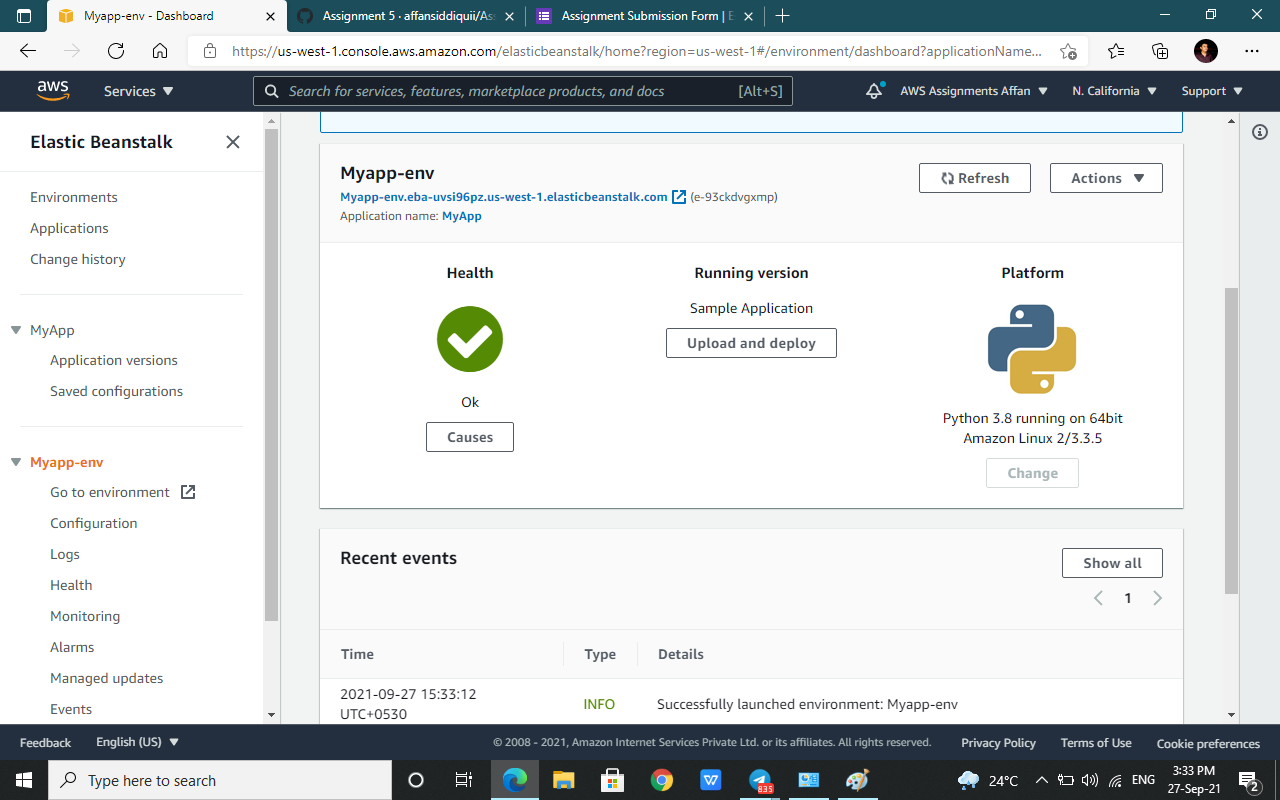 Myapp-env - Dashboard
Assignment 5 · affansiddiquii/Ass
Assignment Submission Form | E
https://us-west-1.console.aws.amazon.com/elasticbeanstalk/home?region=us-west-1#/environment/dashboard?applicationName...
aws
Services
Search for services, features, marketplace products, and docs
[Alt+S]
AWS Assignments Affan
N. California
Support
Elastic Beanstalk
Environments
Applications
Change history
MyApp
Application versions
Saved configurations
Myapp-env
Go to environment
Configuration
Logs
Health
Monitoring
Alarms
Managed updates
Events
Myapp-env
Myapp-env.eba-uvsi96pz.us-west-1.elasticbeanstalk.com (e-93ckdvgxmp)
Application name: MyApp
Refresh
Actions
Health
Ok
Causes
Running version
Sample Application
Upload and deploy
Platform
Python 3.8 running on 64bit
Amazon Linux 2/3.3.5
Change
Recent events
Show all
1
Time
Type
Details
2021-09-27 15:33:12
UTC+0530
INFO
Successfully launched environment: Myapp-env
Feedback
English (US)
© 2008 - 2021, Amazon Internet Services Private Ltd. or its affiliates. All rights reserved.
Privacy Policy
Terms of Use
Cookie preferences
Type here to search
835
24°C
ENG
3:33 PM
27-Sep-21
2